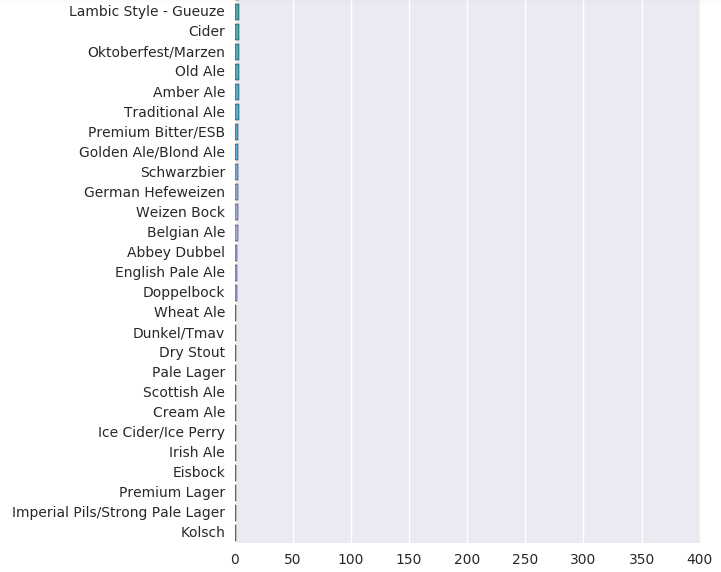 Lambic Style - Gueuze
Cider
Oktoberfest/Marzen
Old Ale
Amber Ale
Traditional Ale
Premium Bitter/ESB
Golden Ale/Blond Ale
Schwarzbier
German Hefeweizen
Weizen Bock
Belgian Ale
Abbey Dubbel
English Pale Ale
Doppelbock
Wheat Ale
Dunkel/Tmav
Dry Stout
Pale Lager
Scottish Ale
Cream Ale
Ice Cider/Ice Perry
Irish Ale
Eisbock
Premium Lager
Imperial Pils/Strong Pale Lager
Kolsch
0 50 100 150 200 250 300 350 400